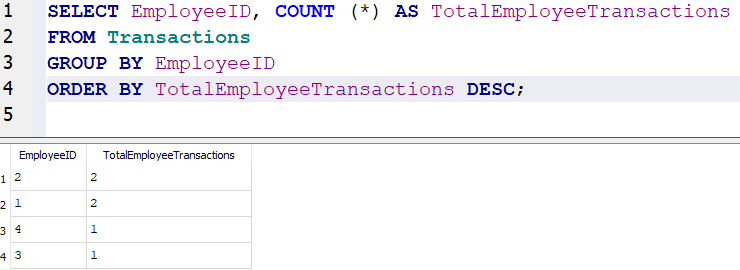 1 SELECT EmployeeID, COUNT (*) AS TotalEmployeeTransactions
2 FROM Transactions
3 GROUP BY EmployeeID
4 ORDER BY TotalEmployeeTransactions DESC;
5
EmployeeID TotalEmployeeTransactions
1 2 2
2 1 2
3 4 1
4 3 1